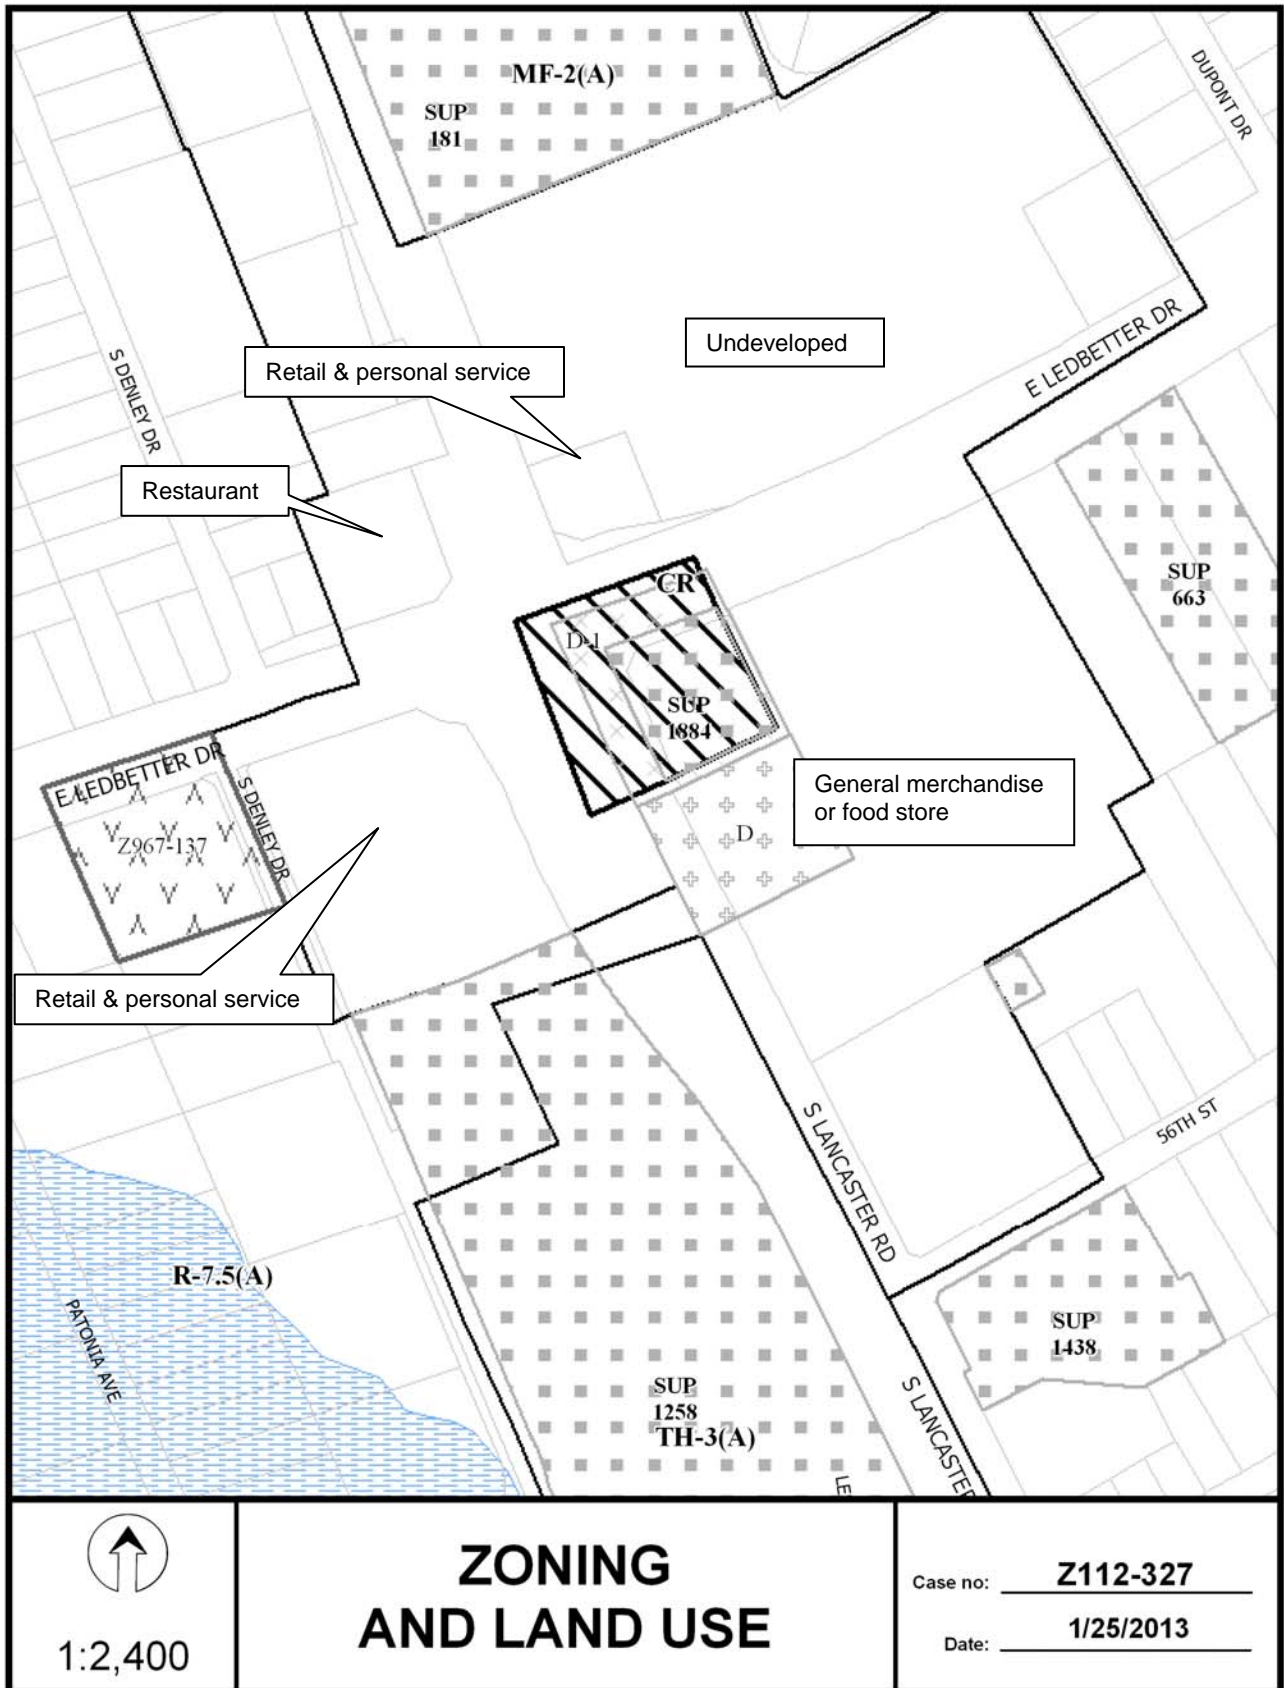 MF-2(A)
SUP
181
DUPONT DR
Undeveloped
E LEDBETTER DR
Retail & personal service
S DENLEY DR
Restaurant
CR
D-1
SUP
663
SUP
1884
E LEDBETTER DR
Z967-137
S DENLEY DR
General merchandise
or food store
D
Retail & personal service
S LANCASTER RD
56TH ST
R-7.5(A)
PATONIA AVE
SUP
1438
SUP
1258
TH-3(A)
S LANCASTER
LE
1:2,400
ZONING
AND LAND USE
Case no: Z112-327
Date: 1/25/2013